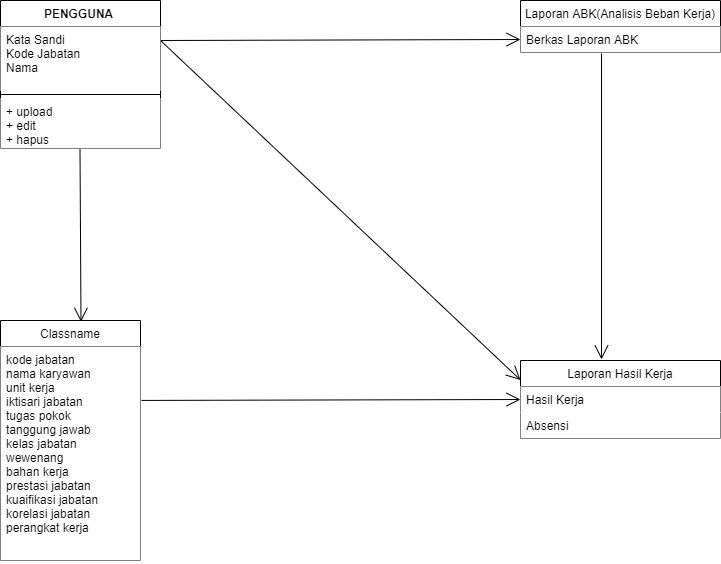 PENGGUNA
Kata Sandi
Kode Jabatan
Nama
+ upload
+ edit
+ hapus
Laporan ABK(Analisis Beban Kerja)
Berkas Laporan ABK
Classname
kode jabatan
nama karyawan
unit kerja
iktisari jabatan
tugas pokok
tanggung jawab
kelas jabatan
wewenang
bahan kerja
prestasi jabatan
kuaifikasi jabatan
korelasi jabatan
perangkat kerja
Laporan Hasil Kerja
Hasil Kerja
Absensi